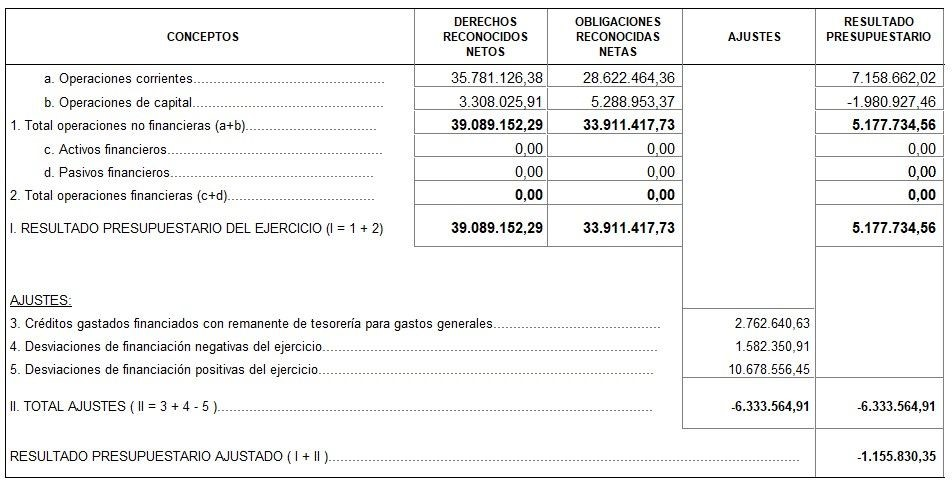 CONCEPTOS DERECHOS RECONOCIDOS NETOS OBLIGACIONES RECONOCIDAS NETAS AJUSTES RESULTADO PRESUPUESTARIO
a. Operaciones corrientes 35.781.126,38 28.622.464,36 7.158.662,02
b. Operaciones de capital 3.308.025,91 5.288.953,37 -1.980.927,46
1. Total operaciones no financieras (a+b) 39.089.152,29 33.911.417,73 5.177.734,56
c. Activos financieros 0,00 0,00 0,00
d. Pasivos financieros 0,00 0,00 0,00
2. Total operaciones financieras (c+d) 0,00 0,00 0,00
I. RESULTADO PRESUPUESTARIO DEL EJERCICIO (I = 1 + 2) 39.089.152,29 33.911.417,73 5.177.734,56
AJUSTES:
3. Créditos gastados financiados con remanente de tesorería para gastos generales 2.762.640,63
4. Desviaciones de financiación negativas del ejercicio 1.582.350,91
5. Desviaciones de financiación positivas del ejercicio 10.678.556,45
II. TOTAL AJUSTES ( II = 3 + 4 - 5 ) -6.333.564,91 -6.333.564,91
RESULTADO PRESUPUESTARIO AJUSTADO ( I + II ) -1.155.830,35